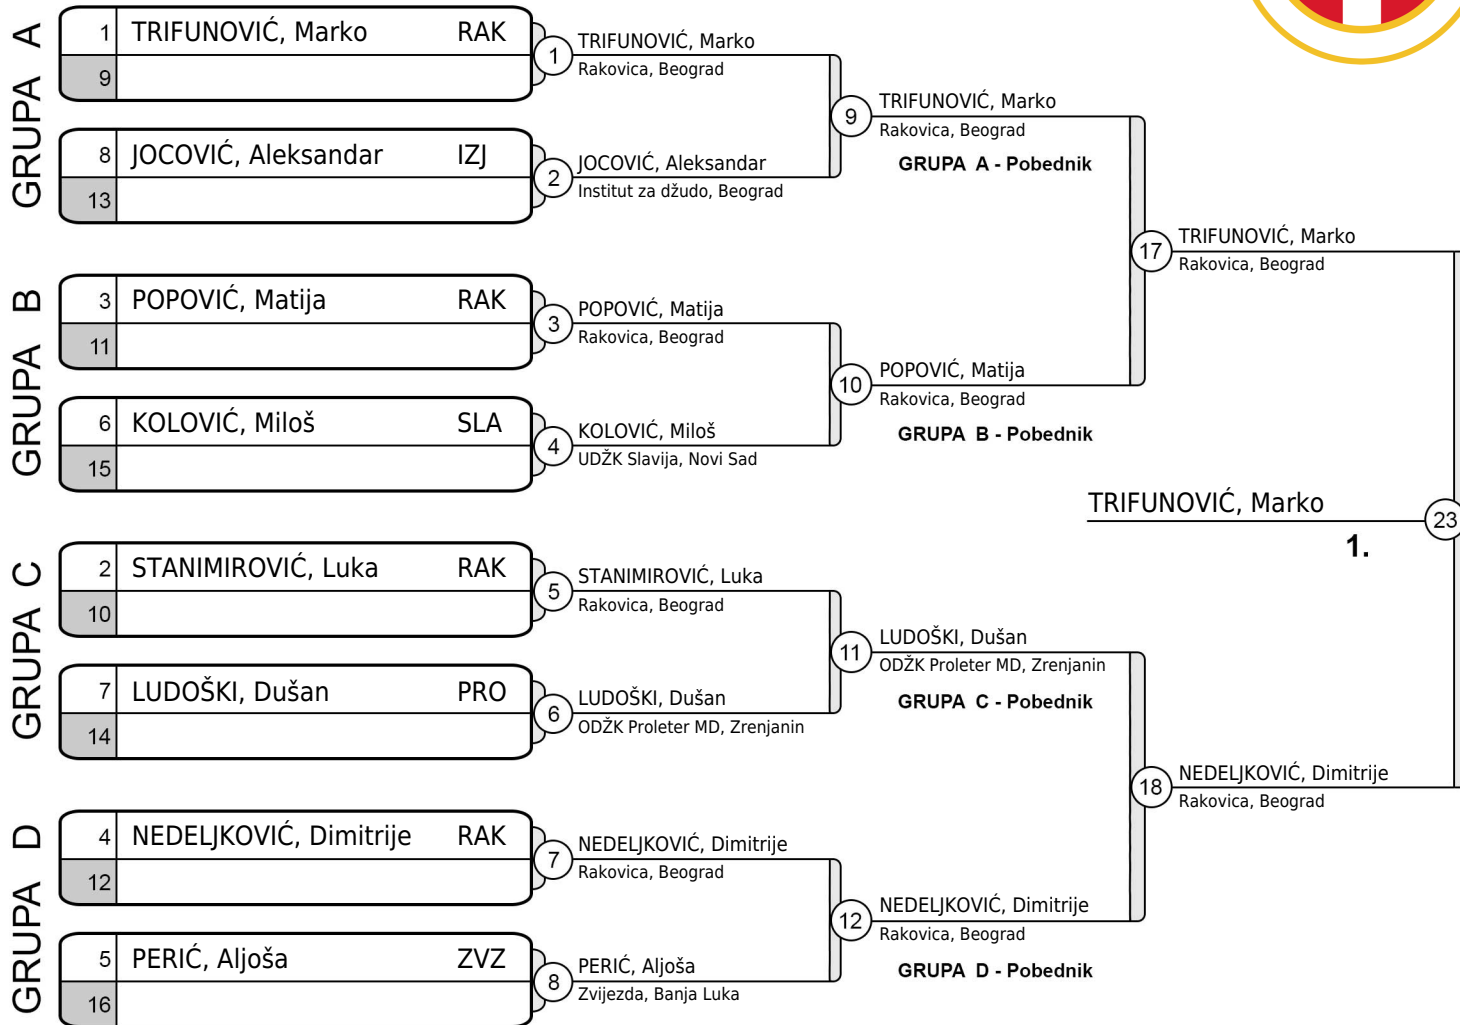 GRUPA A
1 TRIFUNOVIĆ, Marko RAK
9
1
TRIFUNOVIĆ, Marko
Rakovica, Beograd
8 JOCOVIĆ, Aleksandar IZJ
13
2
JOCOVIĆ, Aleksandar
Institut za džudo, Beograd
9
TRIFUNOVIĆ, Marko
Rakovica, Beograd
GRUPA A - Pobednik
GRUPA B
3 POPOVIĆ, Matija RAK
11
3
POPOVIĆ, Matija
Rakovica, Beograd
6 KOLOVIĆ, Miloš SLA
15
4
KOLOVIĆ, Miloš
UDŽK Slavija, Novi Sad
10
POPOVIĆ, Matija
Rakovica, Beograd
GRUPA B - Pobednik
17
TRIFUNOVIĆ, Marko
Rakovica, Beograd
TRIFUNOVIĆ, Marko
1.
23
GRUPA C
2 STANIMIROVIĆ, Luka RAK
10
5
STANIMIROVIĆ, Luka
Rakovica, Beograd
7 LUDOŠKI, Dušan PRO
14
6
LUDOŠKI, Dušan
ODŽK Proleter MD, Zrenjanin
11
LUDOŠKI, Dušan
ODŽK Proleter MD, Zrenjanin
GRUPA C - Pobednik
GRUPA D
4 NEDELJKOVIĆ, Dimitrije RAK
12
7
NEDELJKOVIĆ, Dimitrije
Rakovica, Beograd
5 PERIĆ, Aljoša ZVZ
16
8
PERIĆ, Aljoša
Zvijezda, Banja Luka
12
NEDELJKOVIĆ, Dimitrije
Rakovica, Beograd
GRUPA D - Pobednik
18
NEDELJKOVIĆ, Dimitrije
Rakovica, Beograd